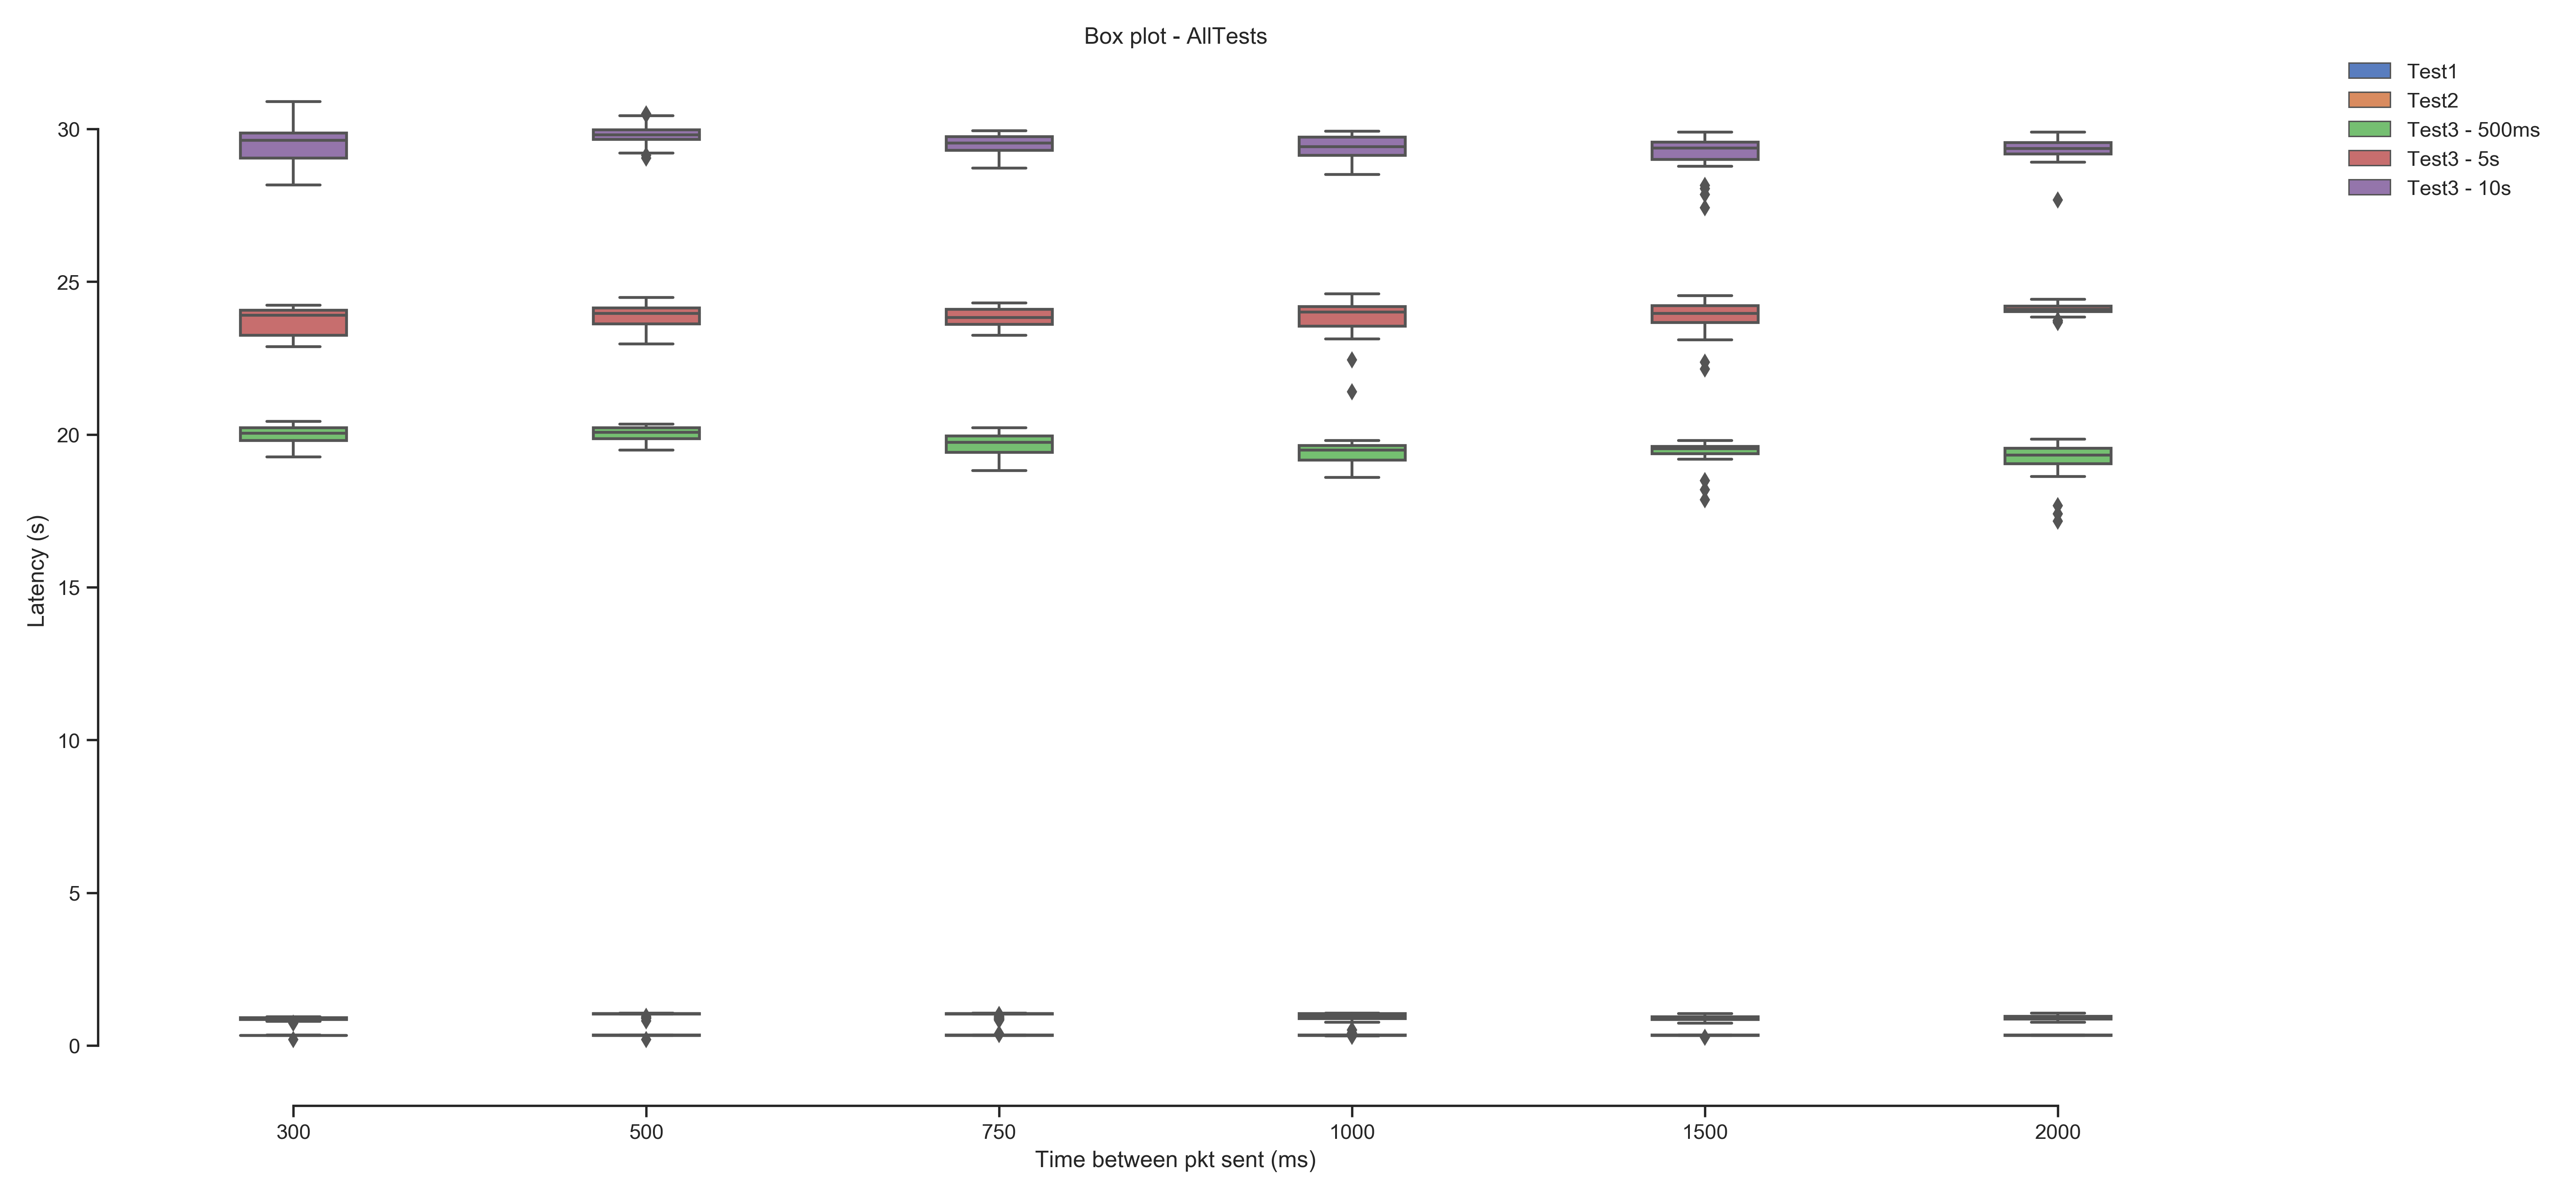 Box plot - AllTests
Test1
Test2
Test3 - 500ms
Test3 - 5s
Test3 - 10s
30
25
20
15
10
5
0
Latency (s)
300
500
750
1000
1500
2000
Time between pkt sent (ms)